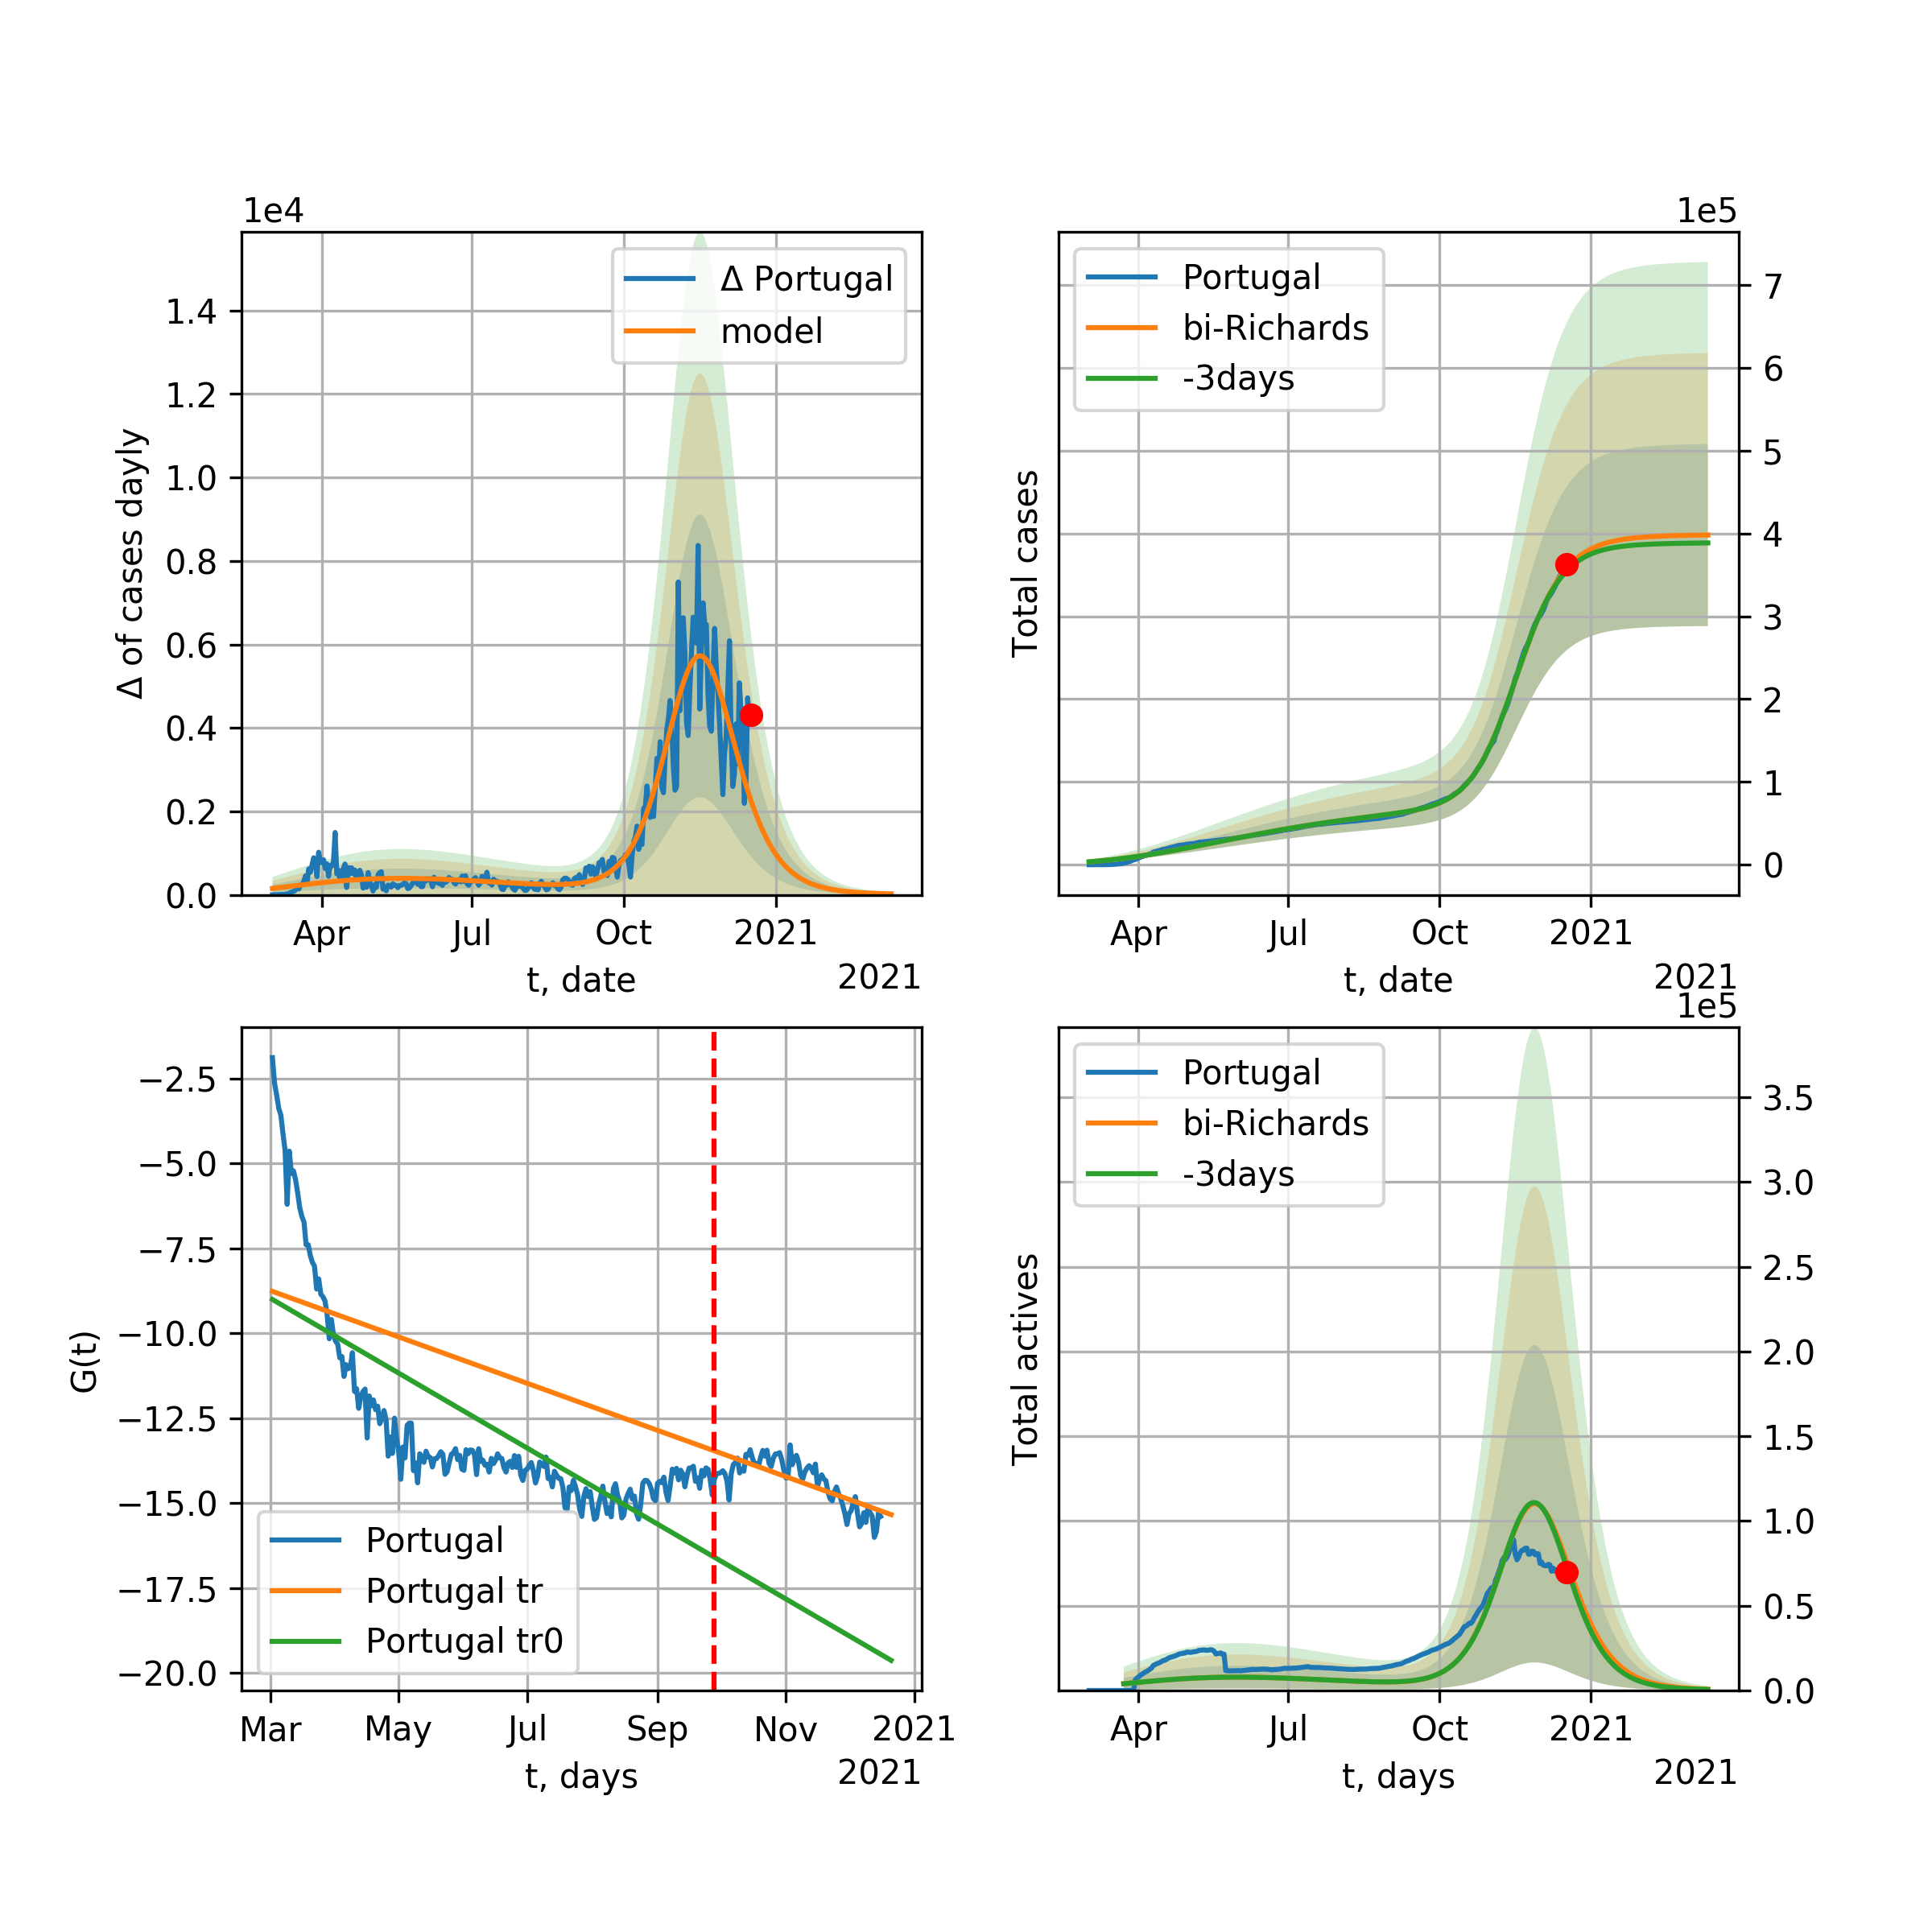 1e4
Δ of cases dayly
1.4
1.2
1.0
0.8
0.6
0.4
0.2
0.0
Δ Portugal
model
Apr Jul Oct 2021
t, date
2021
1e5
Total cases
Portugal
bi-Richards
-3days
7
6
5
4
3
2
1
0
Apr Jul Oct 2021
t, date
2021
G(t)
−2.5
−5.0
−7.5
−10.0
−12.5
−15.0
−17.5
−20.0
Portugal
Portugal tr
Portugal tr0
Mar May Jul Sep Nov 2021
t, days
2021
1e5
Total actives
Portugal
bi-Richards
-3days
3.5
3.0
2.5
2.0
1.5
1.0
0.5
0.0
Apr Jul Oct 2021
t, days
2021